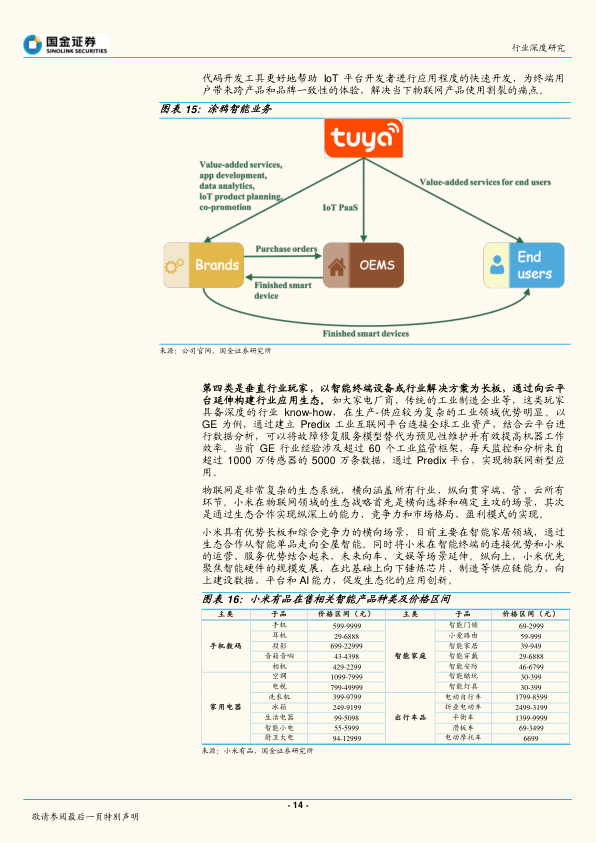 国金证券
SINOLINK SECURITIES
行业深度研究
代码开发工具更好地帮助 IoT 平台开发者进行应用程度的快速开发，为终端用
户带来跨产品和品牌一致性的体验，解决当下物联网产品使用割裂的痛点。
图表 15：涂鸦智能业务
tuya
Value-added services,
app development,
data analytics,
IoT product planning,
co-promotion
IoT PaaS
Value-added services for end users
Brands
Purchase orders
Finished smart
device
OEMS
End
users
Finished smart devices
来源：公司官网，国金证券研究所
第四类是垂直行业玩家，以智能终端设备或行业解决方案为长板，通过向云平
台延伸构建行业应用生态。如大家电厂商、传统的工业制造企业等，这类玩家
具备深度的行业 know-how，在生产-供应较为复杂的工业领域优势明显。以
GE 为例，通过建立 Predix 工业互联网平台连接全球工业资产，结合云平台进
行数据分析，可以将故障修复服务模型替代为预见性维护并有效提高机器工作
效率。当前 GE 行业经验涉及超过 60 个工业监管框架，每天监控和分析来自
超过 1000 万传感器的 5000 万条数据，通过 Predix 平台，实现物联网新型应
用。
物联网是非常复杂的生态系统，横向涵盖所有行业，纵向贯穿端、管、云所有
环节。小米在物联网领域的生态战略首先是横向选择和确定主攻的场景，其次
是通过生态合作实现纵深上的能力、竞争力和市场格局、盈利模式的实现。
小米具有优势长板和综合竞争力的横向场景，目前主要在智能家居领域，通过
生态合作从智能单品走向全屋智能。同时将小米在智能终端的连接优势和小米
的运营、服务优势结合起来，未来向车、文娱等场景延伸。纵向上，小米优先
聚焦智能硬件的规模发展，在此基础上向下锤炼芯片、制造等供应链能力，向
上建设数据、平台和 AI 能力，促发生态化的应用创新。
图表 16：小米有品在售相关智能产品种类及价格区间
主类 子品 价格区间（元） 主类 子品 价格区间（元）
手机数码 手机 599-9999 智能家庭 智能门锁 69-2999
耳机 29-6888 小爱路由 59-999
投影 699-22999 智能家居 39-949
音箱音响 43-4398 智能穿戴 29-6888
相机 429-2299 智能安防 46-6799
家用电器 空调 1099-7999 智能酷玩 30-399
电视 799-49999 智能灯具 30-399
洗衣机 399-9799 出行车品 电动自行车 1799-8599
冰箱 249-9199 折叠电动车 2499-3199
生活电器 99-5098 平衡车 1399-9999
智能小电 55-5999 滑板车 69-3499
厨卫大电 94-12999 电动摩托车 6699
来源：小米有品，国金证券研究所
- 14 -
敬请参阅最后一页特别声明